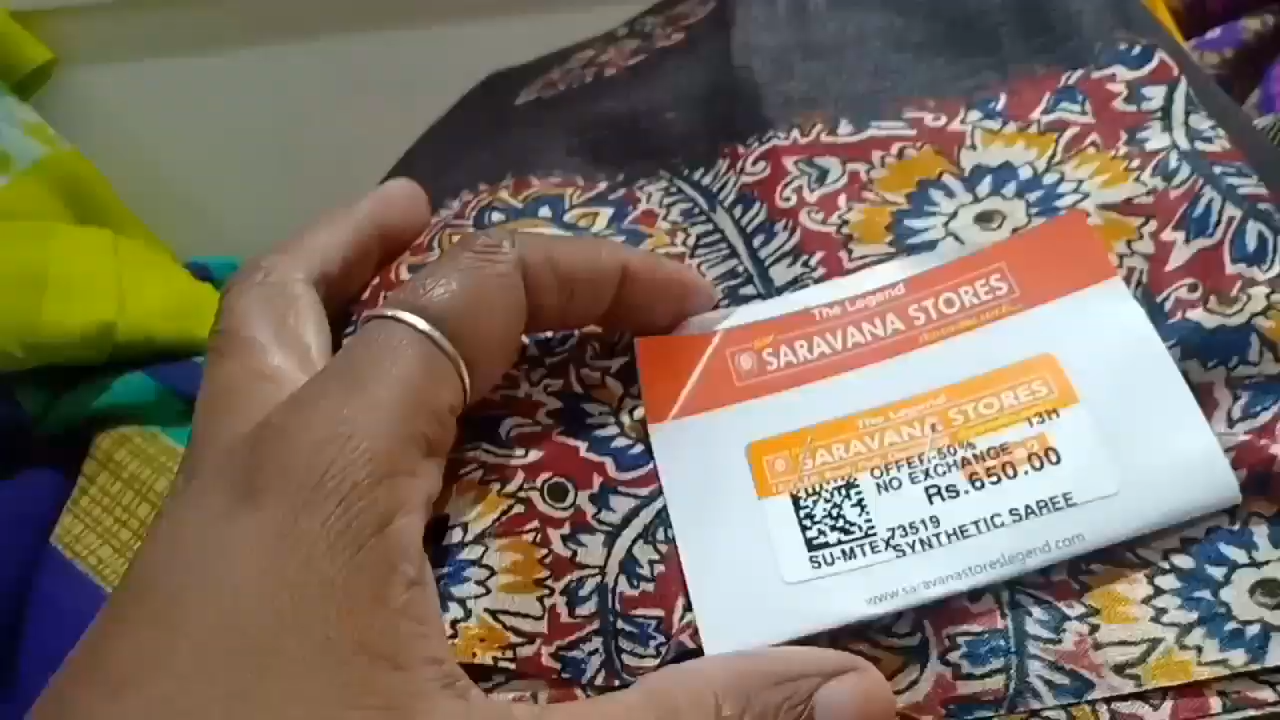 The Legend
SARAVANA STORES
The Legend
SARAVANA STORES
13H
OFFER-50%
NO EXCHANGE
Rs.650.00
73519
SU-MTEX
SYNTHETIC SAREE
www.saravanastoreslegend.com